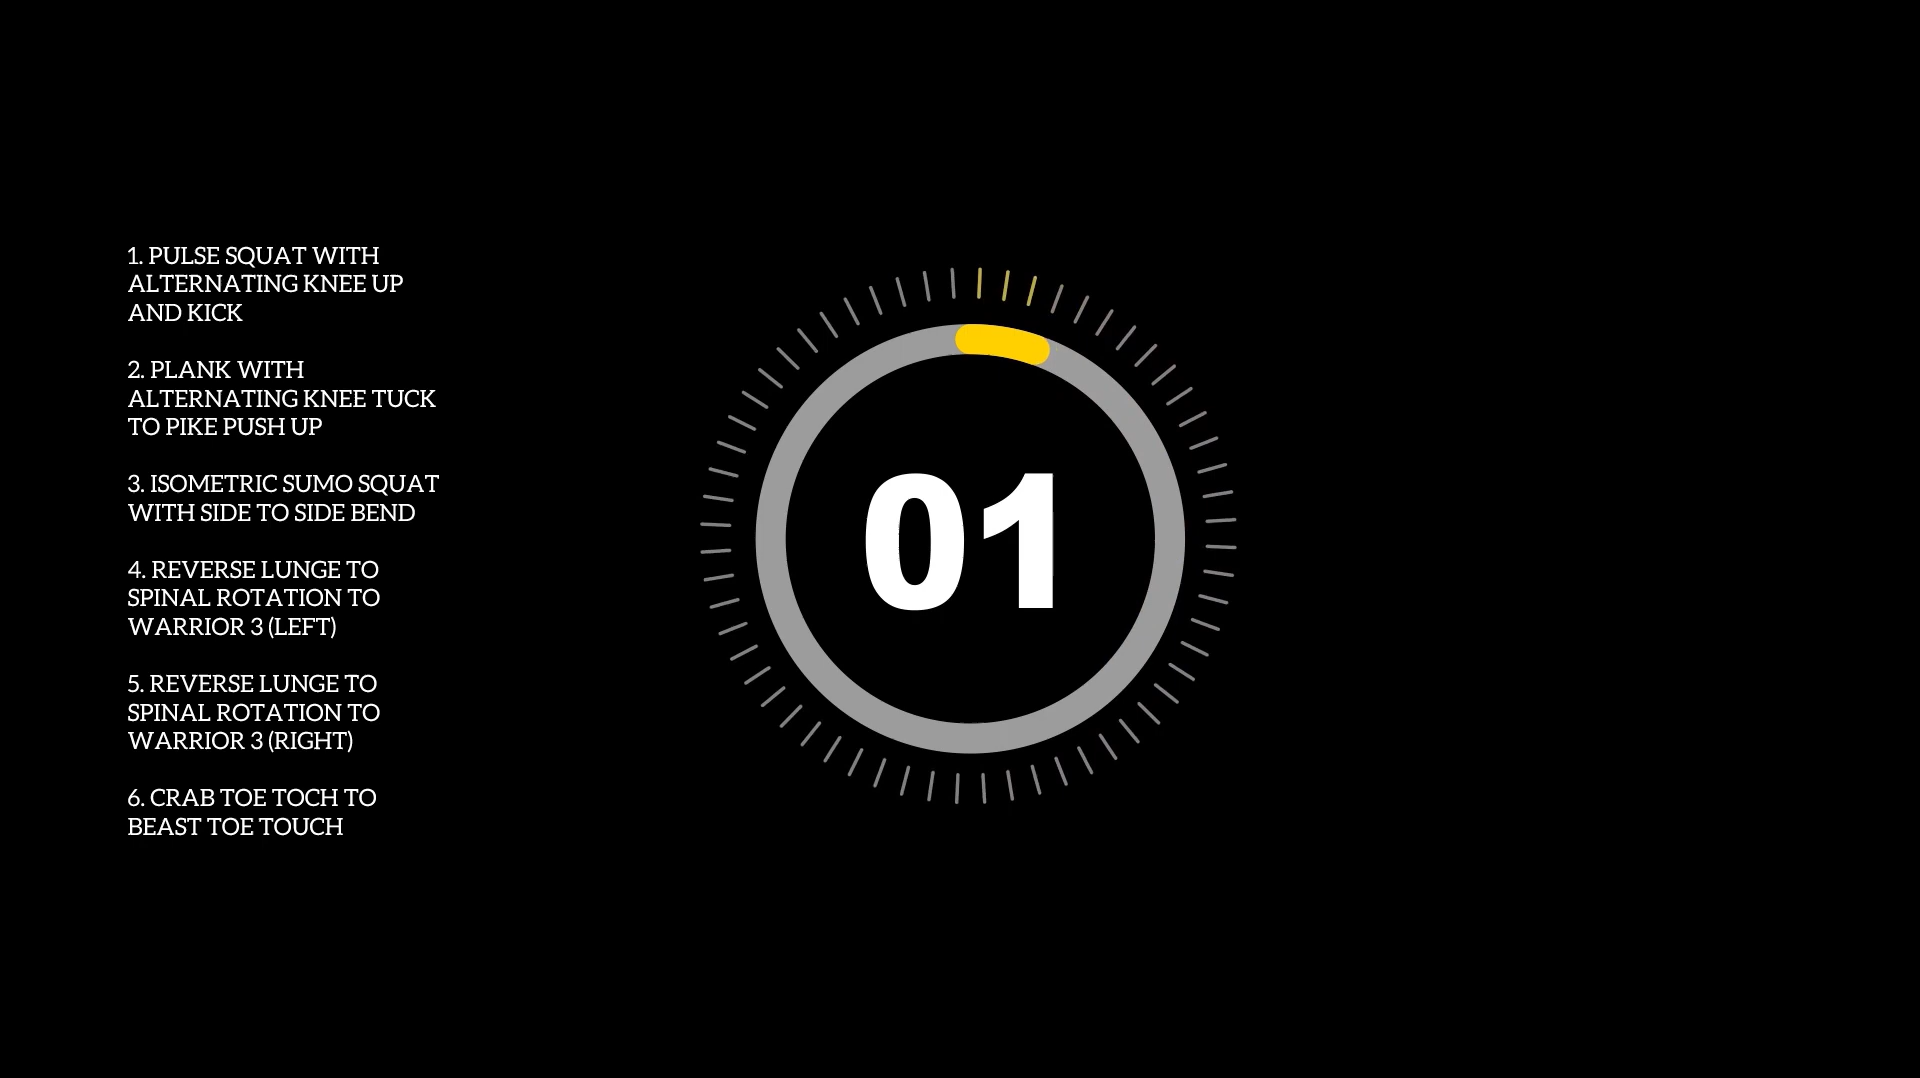 1. PULSE SQUAT WITH
ALTERNATING KNEE UP
AND KICK
2. PLANK WITH
ALTERNATING KNEE TUCK
TO PIKE PUSH UP
3. ISOMETRIC SUMO SQUAT
WITH SIDE TO SIDE BEND
4. REVERSE LUNGE TO
SPINAL ROTATION TO
WARRIOR 3 (LEFT)
5. REVERSE LUNGE TO
SPINAL ROTATION TO
WARRIOR 3 (RIGHT)
6. CRAB TOE TOCH TO
BEAST TOE TOUCH
01